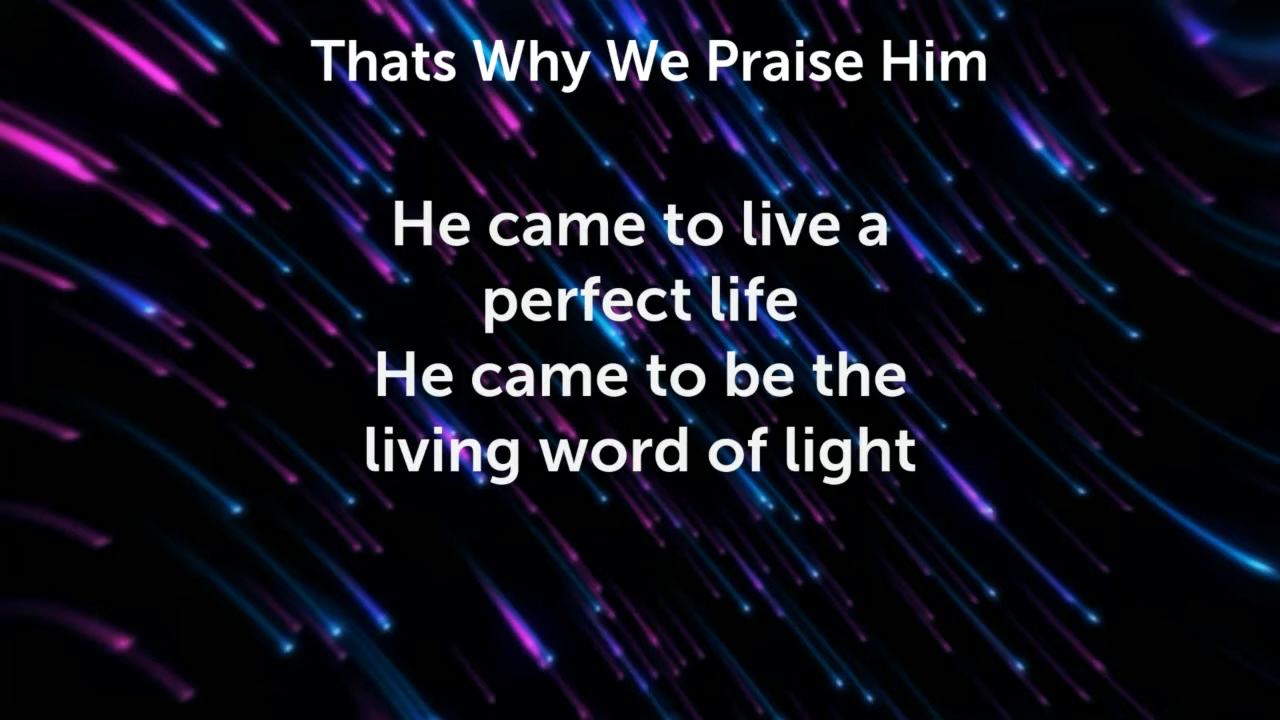 Thats Why We Praise Him
He came to live a
perfect life
He came to be the
living word of light